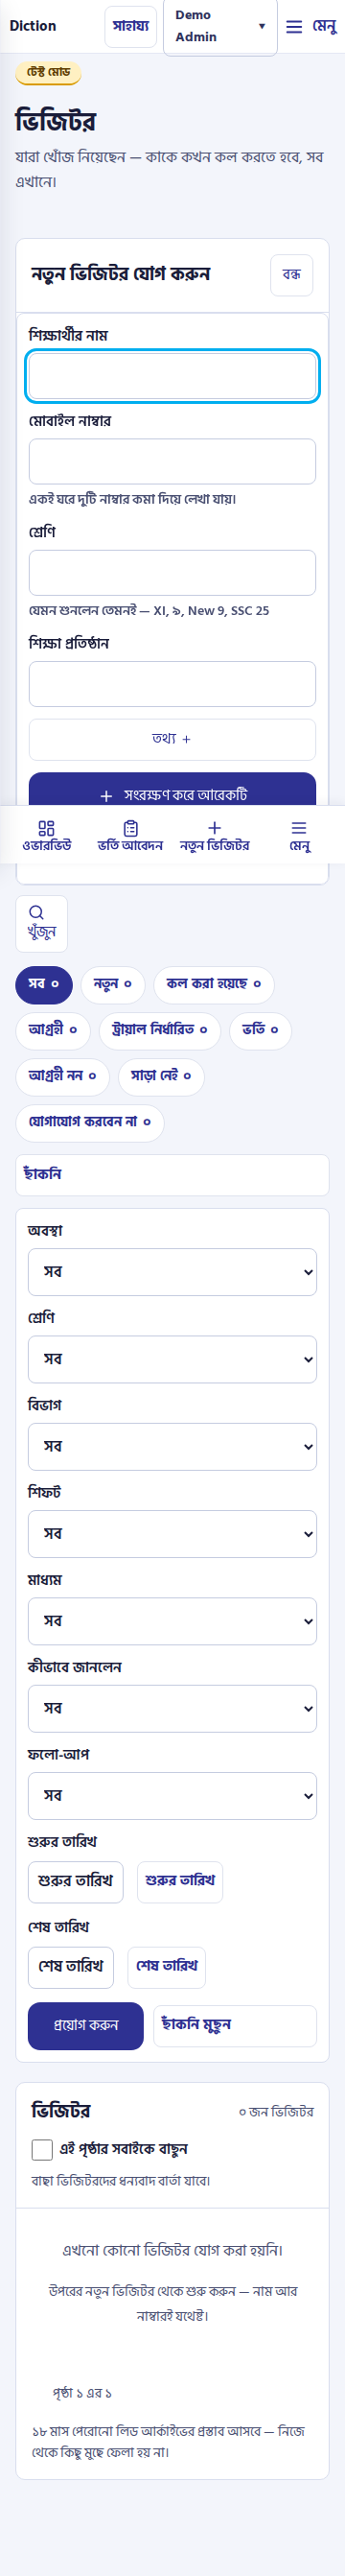 Diction
সাহায্য
Demo
Admin
▾
মেনু
টেস্ট মোড
ভিজিটর
যারা খোঁজ নিয়েছেন — কাকে কখন কল করতে হবে, সব
এখানে।
নতুন ভিজিটর যোগ করুন
বন্ধ
শিক্ষার্থীর নাম
মোবাইল নাম্বার
একই ঘরে দুটি নাম্বার কমা দিয়ে লেখা যায়।
শ্রেণি
যেমন শুনলেন তেমনই — XI, ৯, New 9, SSC 25
শিক্ষা প্রতিষ্ঠান
তথ্য +
+ সংরক্ষণ করে আরেকটি
ওভারভিউ
ভর্তি আবেদন
নতুন ভিজিটর
মেনু
খুঁজুন
সব ০
নতুন ০
কল করা হয়েছে ০
আগ্রহী ০
ট্রায়াল নির্ধারিত ০
ভর্তি ০
আগ্রহী নন ০
সাড়া নেই ০
যোগাযোগ করবেন না ০
ছাঁকনি
অবস্থা
সব
শ্রেণি
সব
বিভাগ
সব
শিফট
সব
মাধ্যম
সব
কীভাবে জানলেন
সব
ফলো-আপ
সব
শুরুর তারিখ
শুরুর তারিখ
শুরুর তারিখ
শেষ তারিখ
শেষ তারিখ
শেষ তারিখ
প্রয়োগ করুন
ছাঁকনি মুছুন
ভিজিটর
০ জন ভিজিটর
এই পৃষ্ঠার সবাইকে বাছুন
বাছা ভিজিটরদের ধন্যবাদ বার্তা যাবে।
এখনো কোনো ভিজিটর যোগ করা হয়নি।
উপরের নতুন ভিজিটর থেকে শুরু করুন — নাম আর
নাম্বারই যথেষ্ট।
পৃষ্ঠা ১ এর ১
১৮ মাস পেরোনো লিড আর্কাইভের প্রস্তাব আসবে — নিজে
থেকে কিছু মুছে ফেলা হয় না।